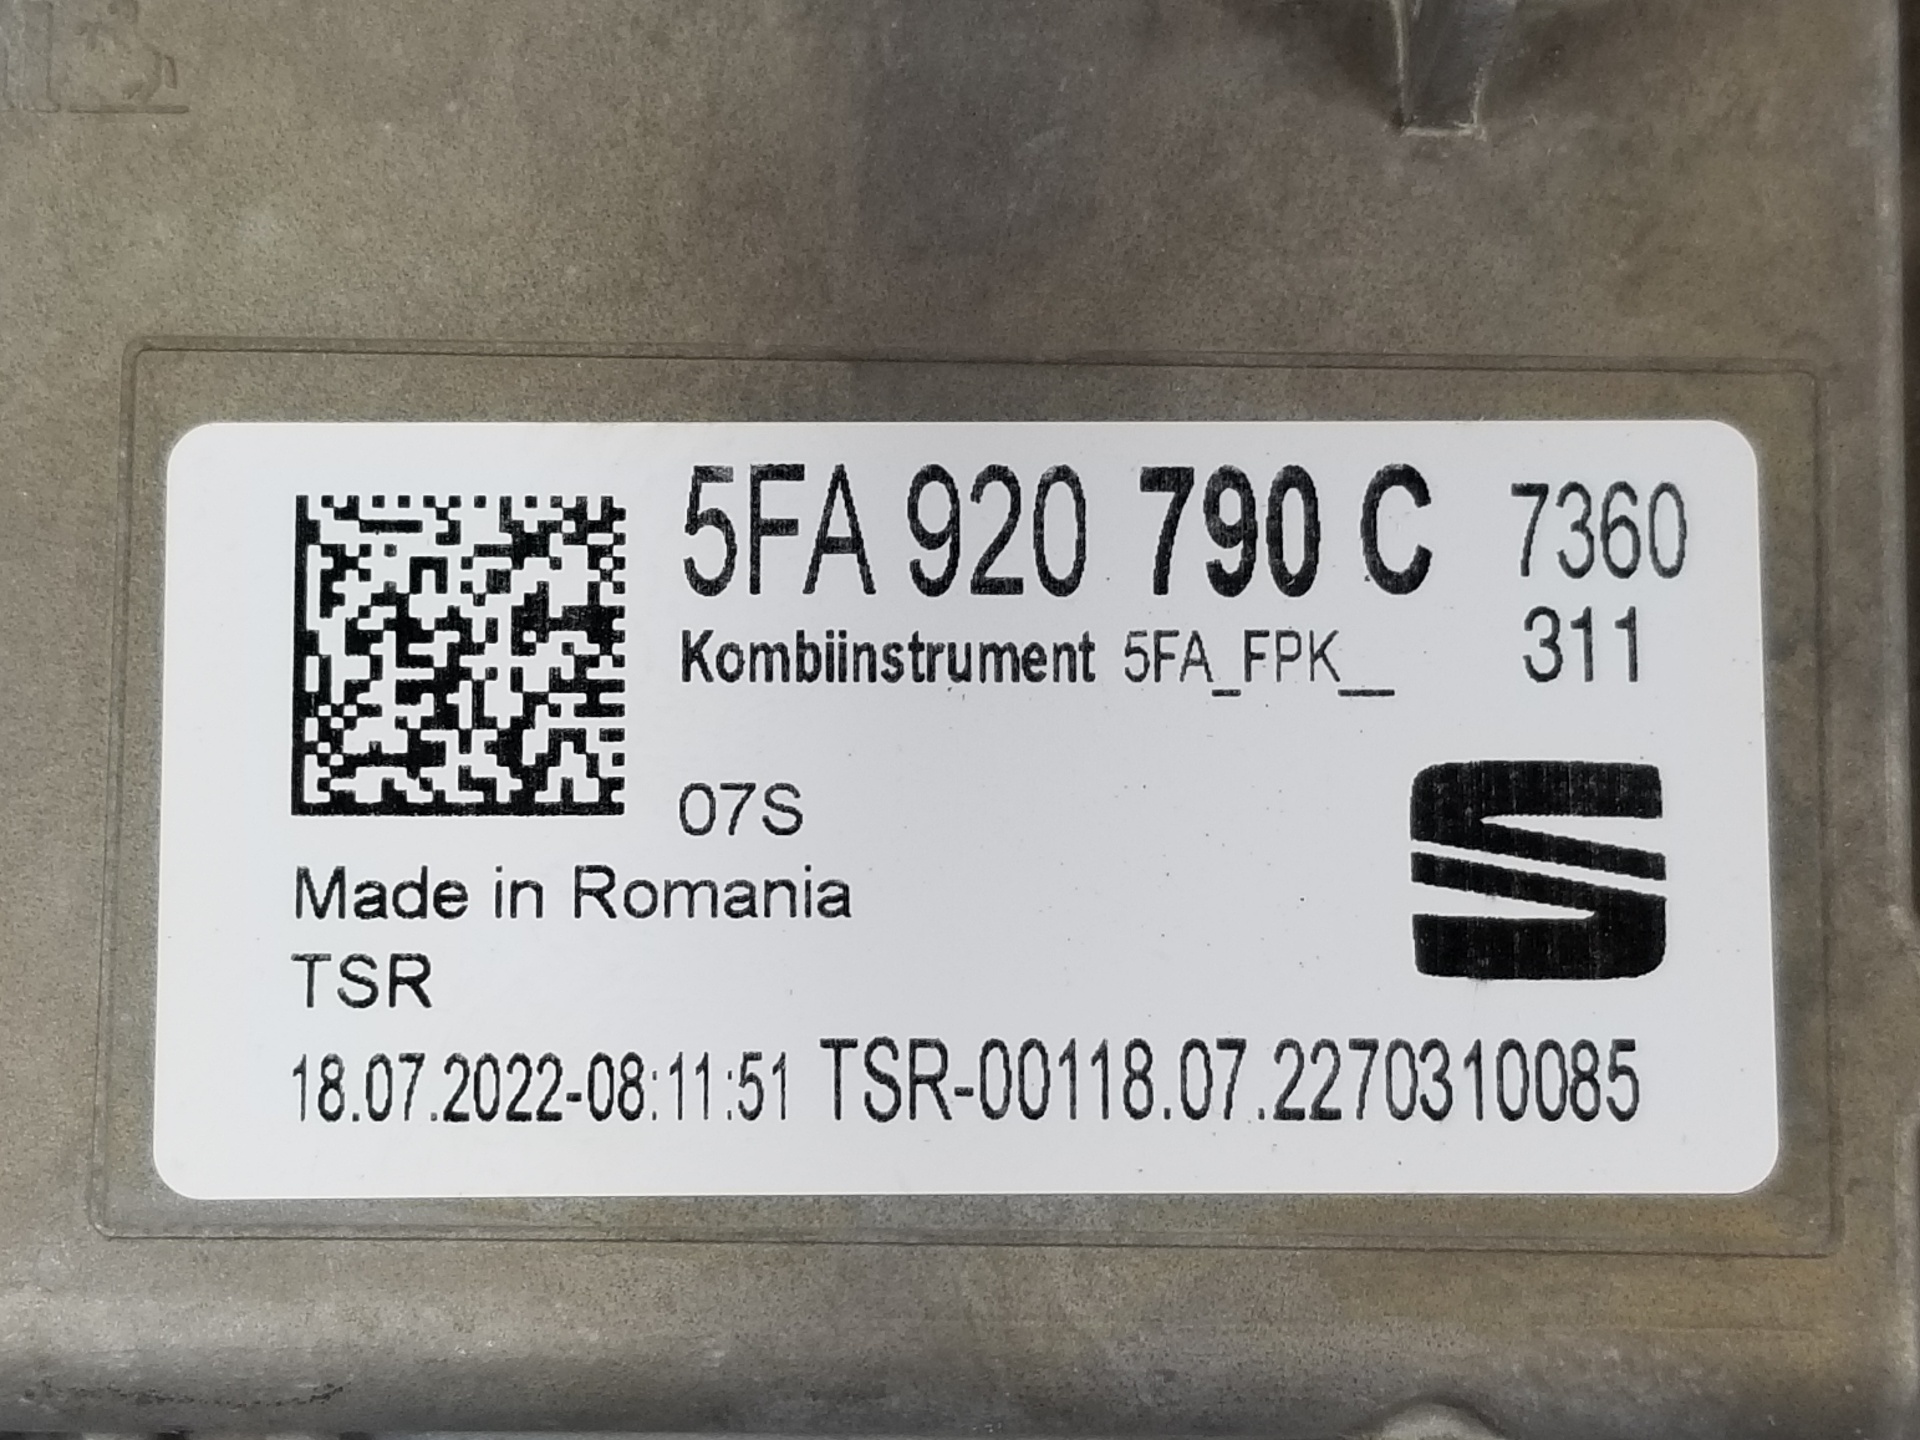 5FA 920 790 C 7360
Kombiinstrument 5FA_FPK__ 311
07S
Made in Romania
TSR
18.07.2022-08:11:51 TSR-00118.07.2270310085